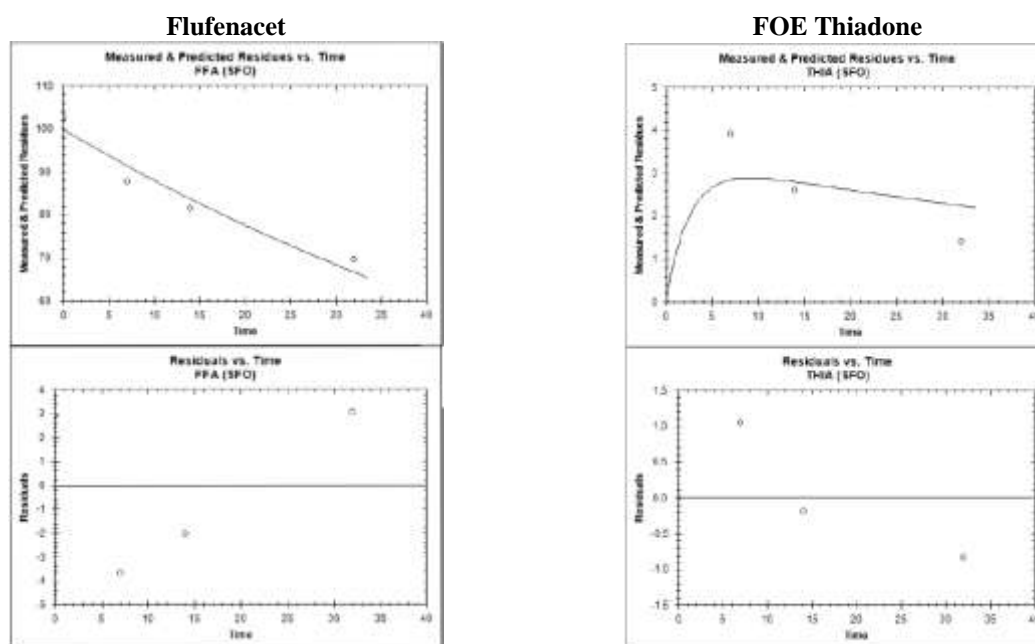 Flufenacet
Measured & Predicted Residues vs. Time
FFA (SFO)
Measured & Predicted Residues
110
100
90
80
70
60
0 5 10 15 20 25 30 35 40
Time
Residuals vs. Time
FFA (SFO)
Residuals
4
3
2
1
0
-1
-2
-3
-4
-5
0 5 10 15 20 25 30 35 40
Time
FOE Thiadone
Measured & Predicted Residues vs. Time
THIA (SFO)
Measured & Predicted Residues
5
4
3
2
1
0
0 5 10 15 20 25 30 35 40
Time
Residuals vs. Time
THIA (SFO)
Residuals
1.5
1.0
0.5
0.0
-0.5
-1.0
-1.5
0 5 10 15 20 25 30 35 40
Time